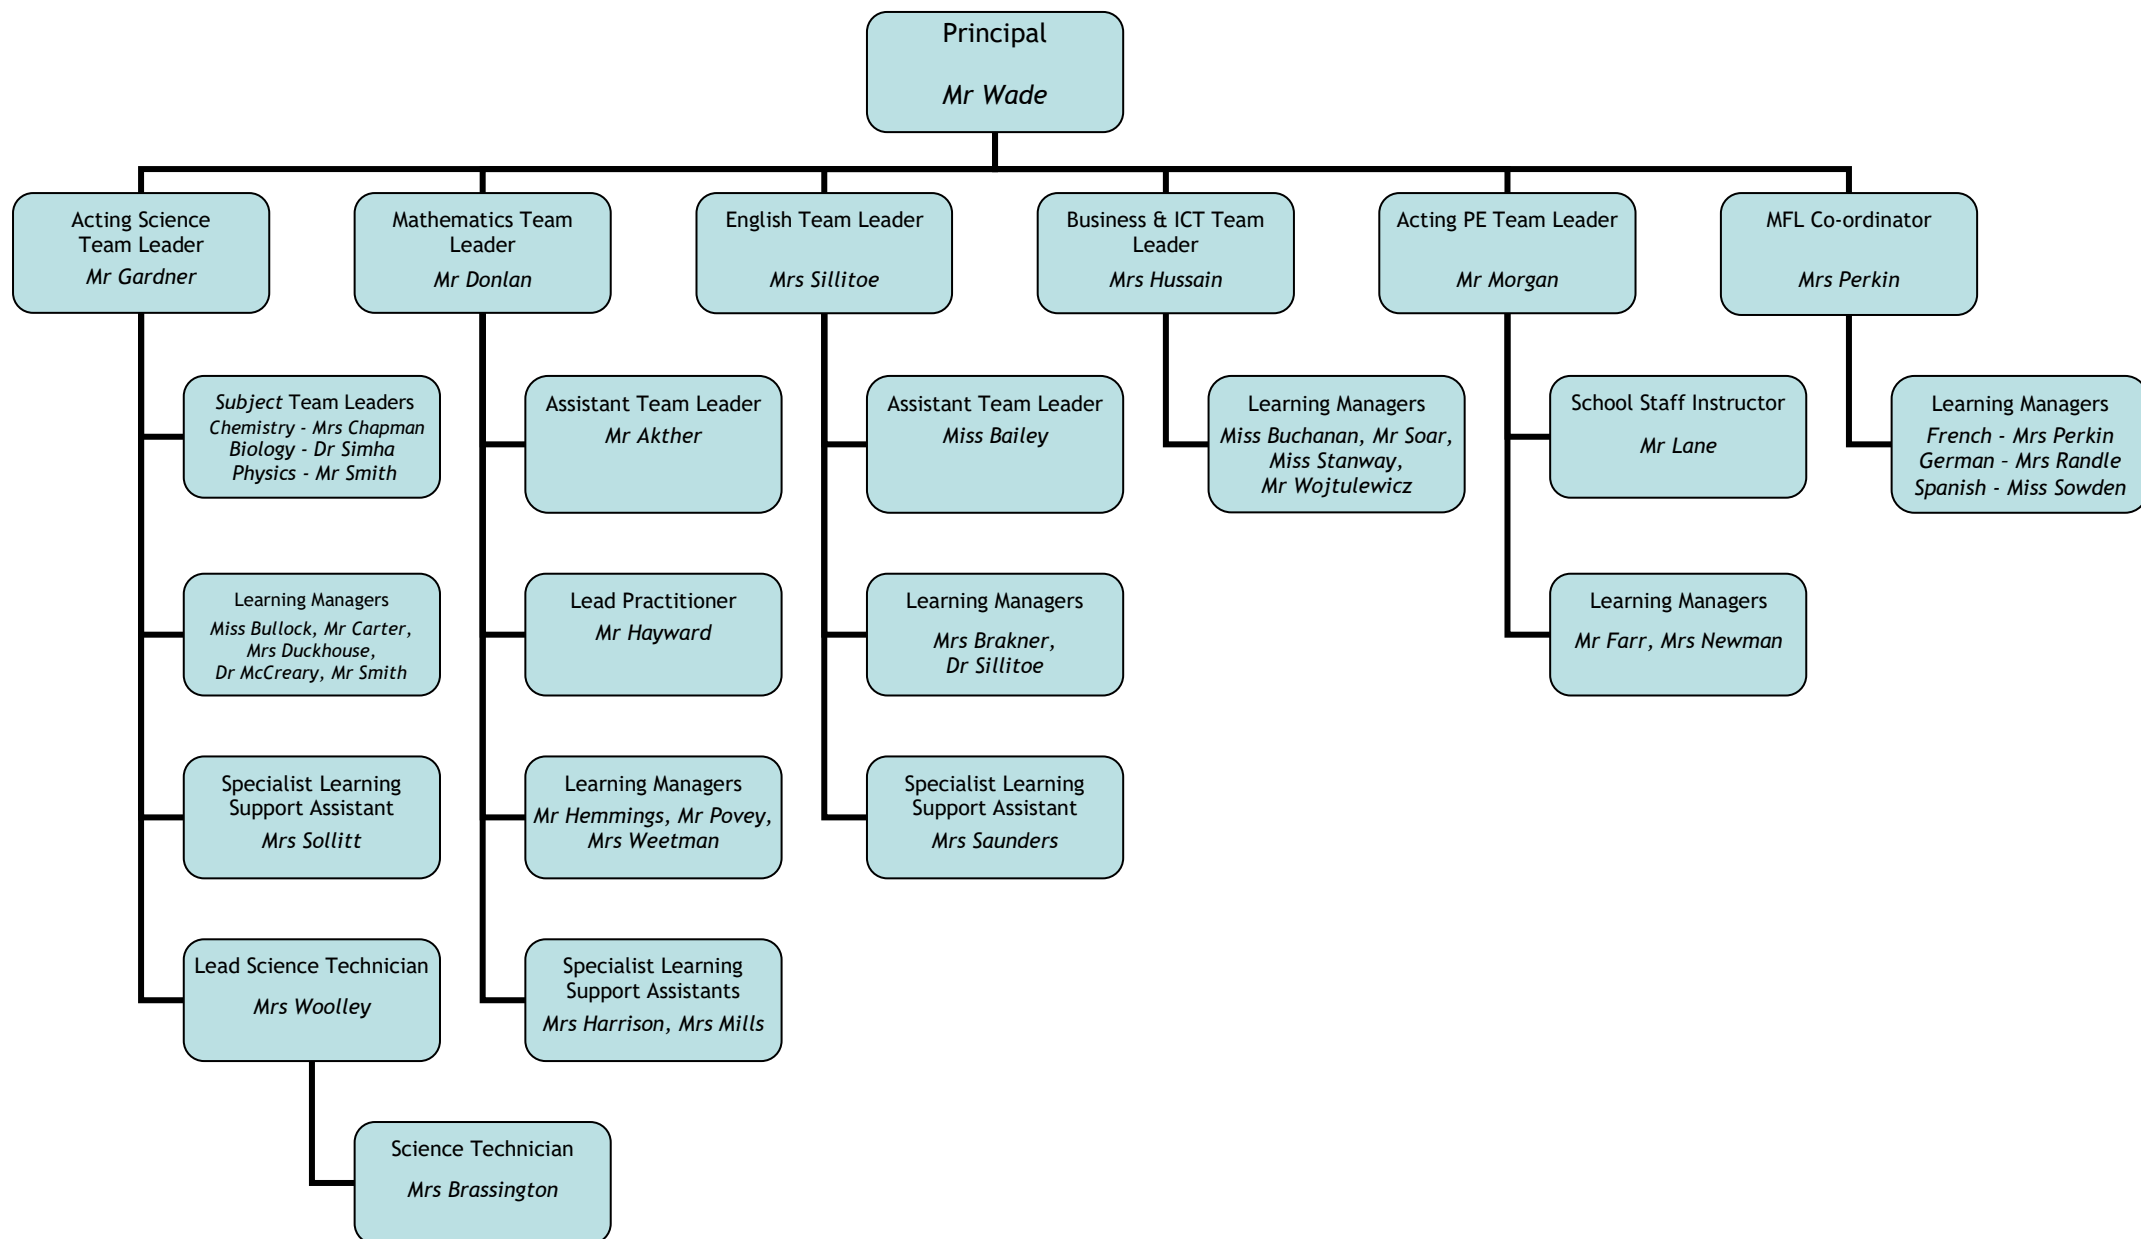 Principal
Mr Wade
Acting Science
Team Leader
Mr Gardner
Mathematics Team
Leader
Mr Donlan
English Team Leader
Mrs Sillitoe
Business & ICT Team
Leader
Mrs Hussain
Acting PE Team Leader
Mr Morgan
MFL Co-ordinator
Mrs Perkin
Subject Team Leaders
Chemistry - Mrs Chapman
Biology - Dr Simha
Physics - Mr Smith
Assistant Team Leader
Mr Akther
Assistant Team Leader
Miss Bailey
Learning Managers
Miss Buchanan, Mr Soar,
Miss Stanway,
Mr Wojtulewicz
School Staff Instructor
Mr Lane
Learning Managers
French - Mrs Perkin
German – Mrs Randle
Spanish - Miss Sowden
Learning Managers
Miss Bullock, Mr Carter,
Mrs Duckhouse,
Dr McCreary, Mr Smith
Lead Practitioner
Mr Hayward
Learning Managers
Mrs Brakner,
Dr Sillitoe
Learning Managers
Mr Farr, Mrs Newman
Specialist Learning
Support Assistant
Mrs Sollitt
Learning Managers
Mr Hemmings, Mr Povey,
Mrs Weetman
Specialist Learning
Support Assistant
Mrs Saunders
Lead Science Technician
Mrs Woolley
Specialist Learning
Support Assistants
Mrs Harrison, Mrs Mills
Science Technician
Mrs Brassington